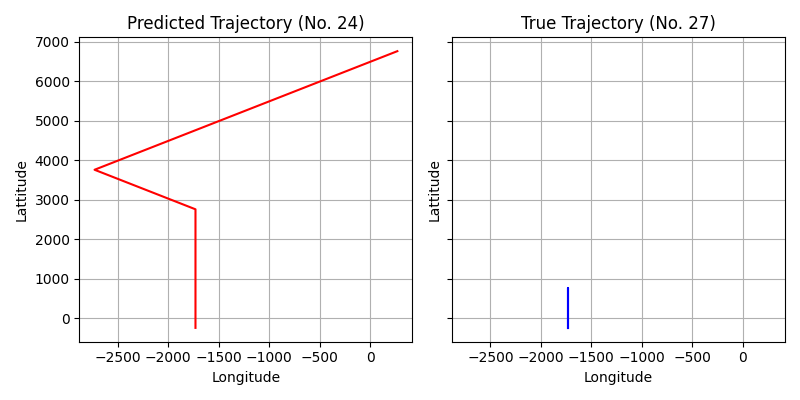 Predicted Trajectory (No. 24)
True Trajectory (No. 27)
7000
6000
5000
4000
3000
2000
1000
0
Lattitude
Lattitude
−2500 −2000 −1500 −1000 −500 0
−2500 −2000 −1500 −1000 −500 0
Longitude
Longitude